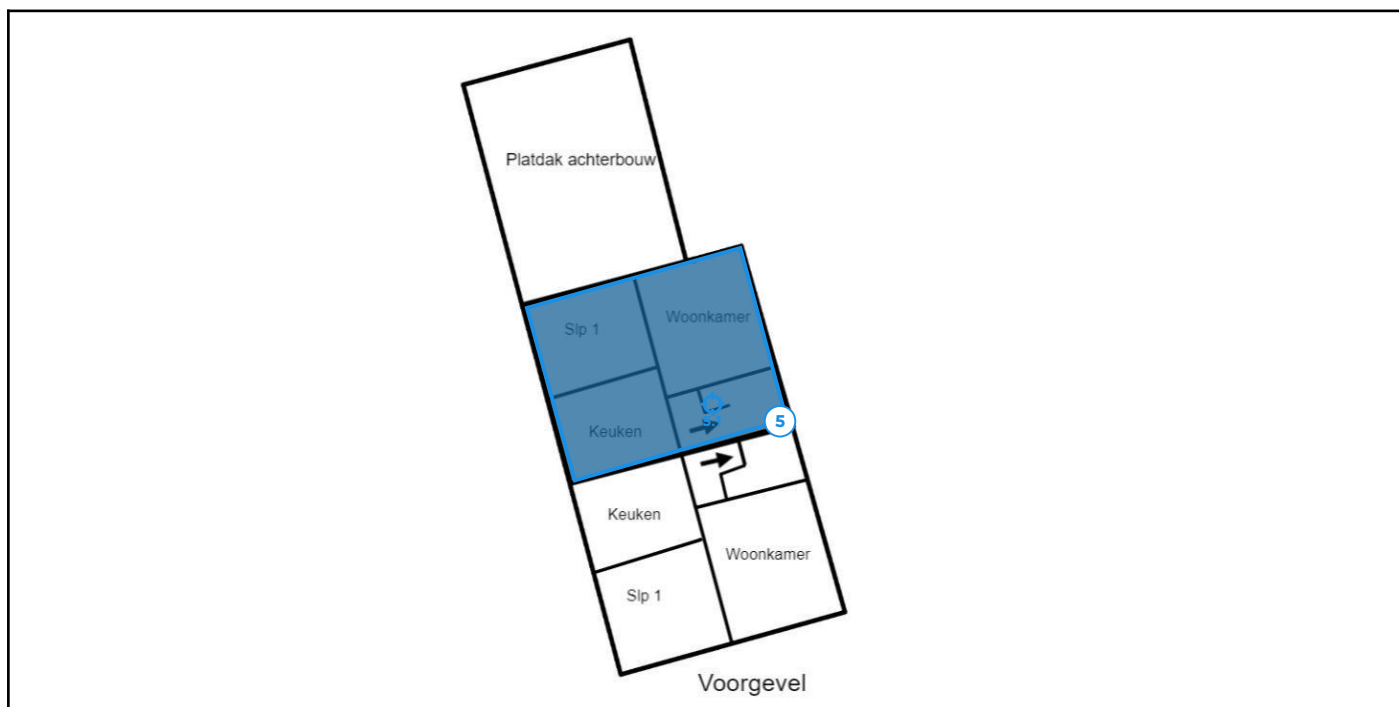 Platdak achterbouw
Slp 1
Woonkamer
Keuken
5
Keuken
Woonkamer
Slp 1
Voorgevel